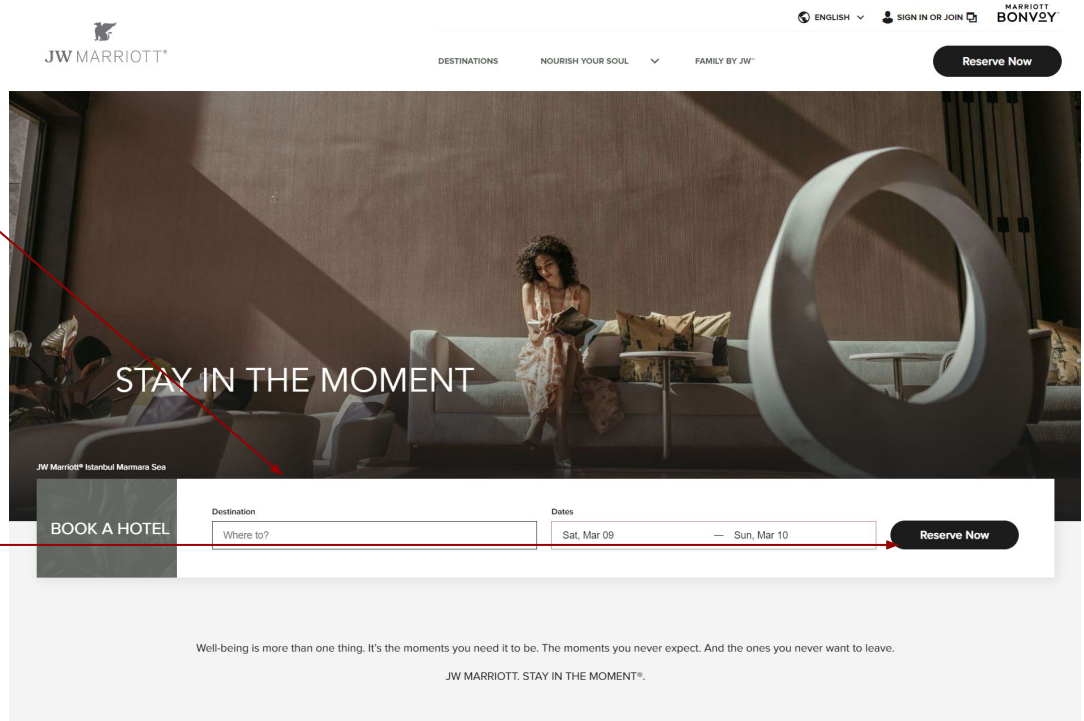 ENGLISH
SIGN IN OR JOIN
MARRIOTT
BONVOY™
JW MARRIOTT®
DESTINATIONS
NOURISH YOUR SOUL
FAMILY BY JW™
Reserve Now
STAY IN THE MOMENT
JW Marriott® Istanbul Marmara Sea
BOOK A HOTEL
Destination
Where to?
Dates
Sat, Mar 09 — Sun, Mar 10
Reserve Now
Well-being is more than one thing. It's the moments you need it to be. The moments you never expect. And the ones you never want to leave.
JW MARRIOTT. STAY IN THE MOMENT®.